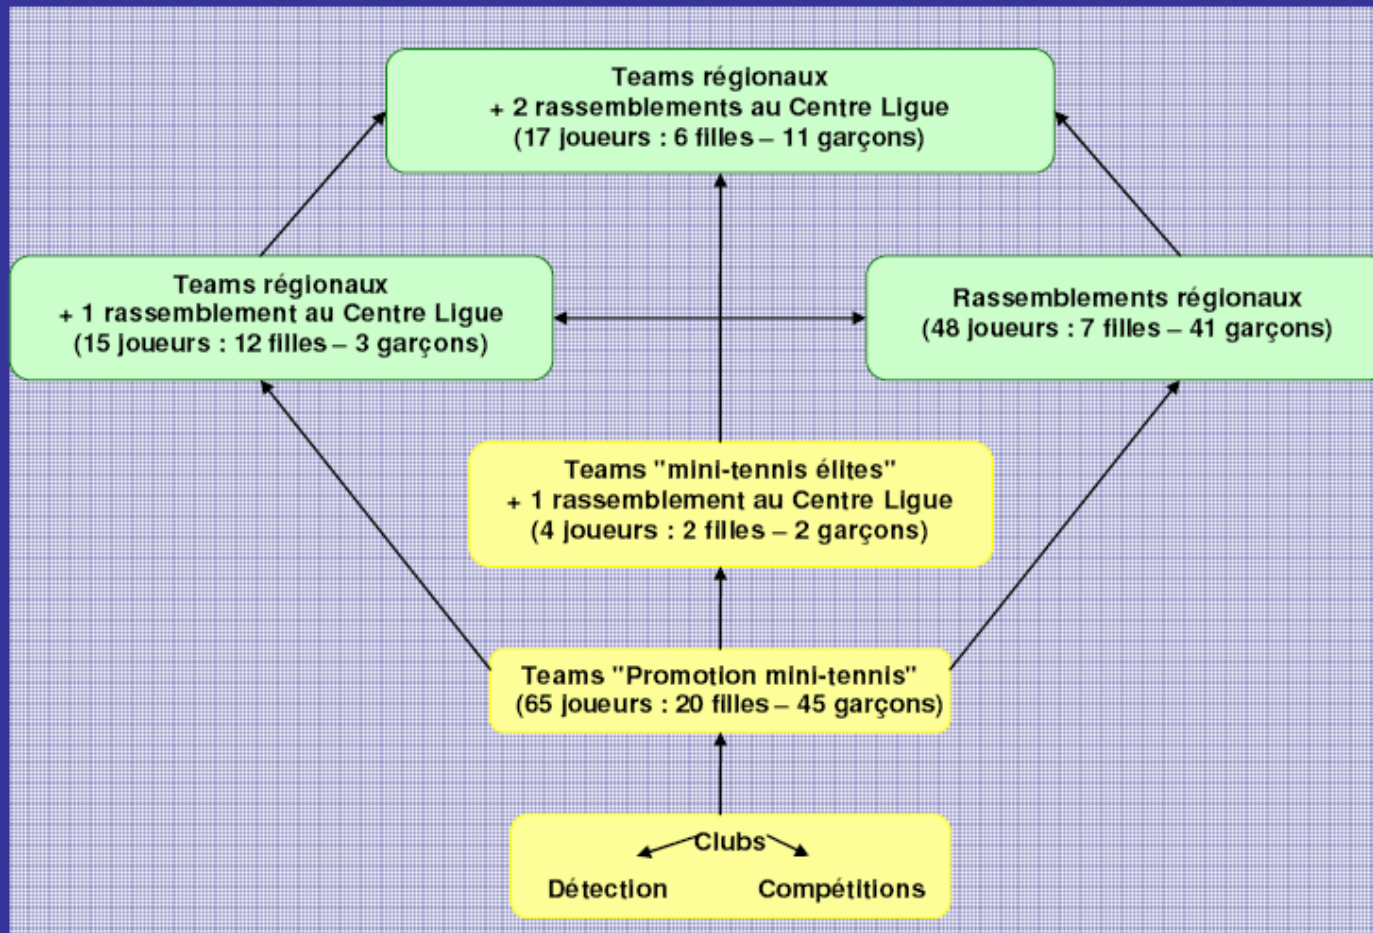 Teams régionaux
+ 2 rassemblements au Centre Ligue
(17 joueurs : 6 filles – 11 garçons)
Teams régionaux
+ 1 rassemblement au Centre Ligue
(15 joueurs : 12 filles – 3 garçons)
Rassemblements régionaux
(48 joueurs : 7 filles – 41 garçons)
Teams "mini-tennis élites"
+ 1 rassemblement au Centre Ligue
(4 joueurs : 2 filles – 2 garçons)
Teams "Promotion mini-tennis"
(65 joueurs : 20 filles – 45 garçons)
Clubs
Détection Compétitions